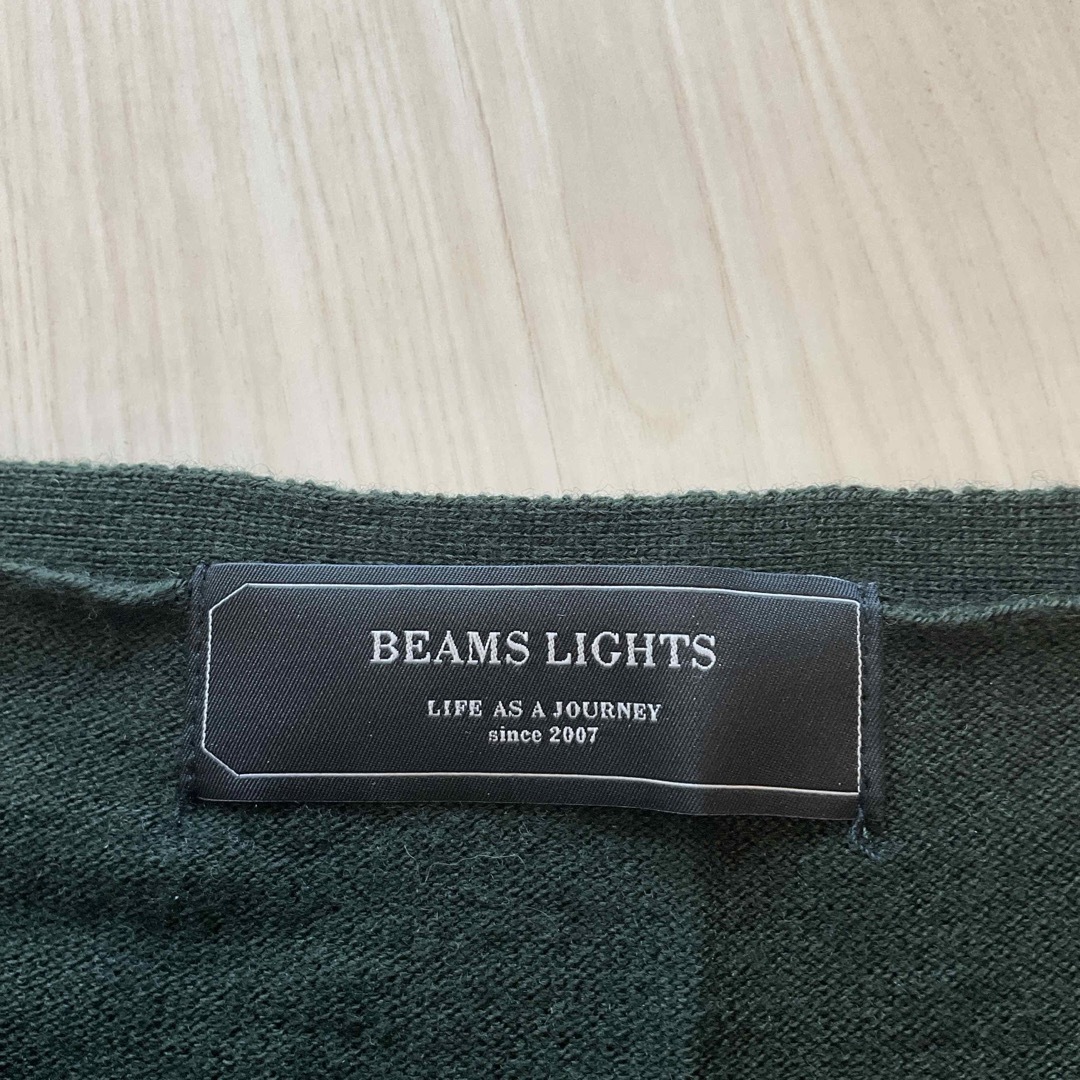 BEAMS LIGHTS
LIFE AS A JOURNEY
since 2007